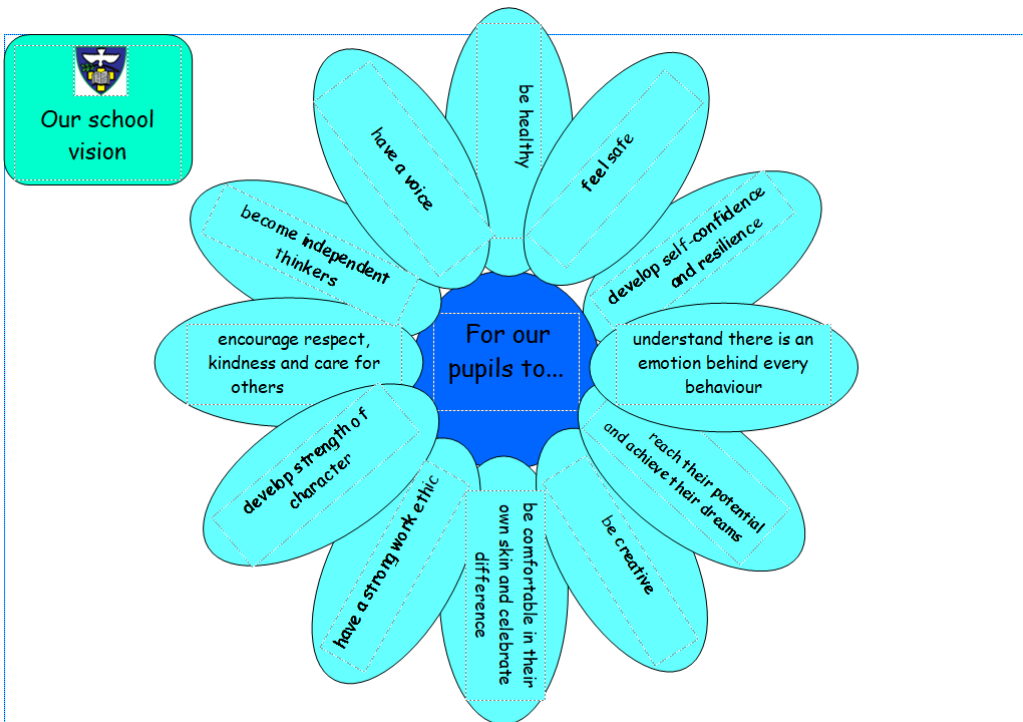 Our school
vision
be healthy
feel safe
develop self-confidence
and resilience
understand there is an
emotion behind every
behaviour
reach their potential
and achieve their dreams
be creative
be comfortable in their
own skin and celebrate
difference
have a strong work ethic
develop strength of
character
encourage respect,
kindness and care for
others
become independent
thinkers
have a voice
For our
pupils to...